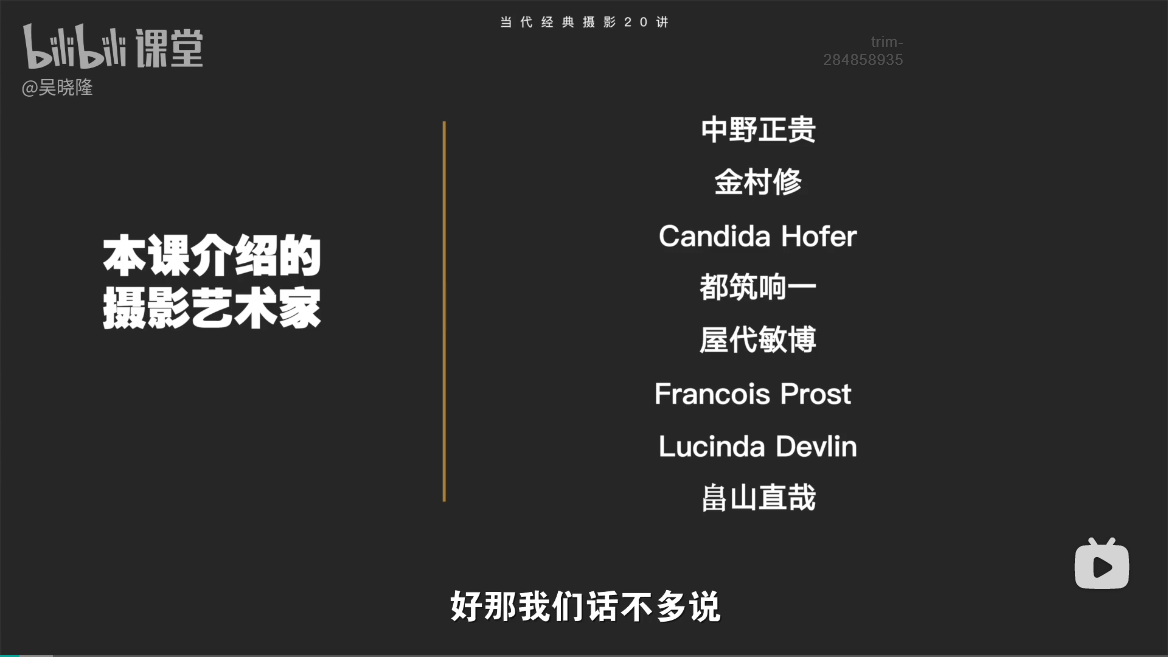 当代经典摄影20讲
bilibili课堂
@吴晓隆
trim-
284858935
本课介绍的
摄影艺术家
中野正贵
金村修
Candida Hofer
都筑响一
屋代敏博
Francois Prost
Lucinda Devlin
畠山直哉
好那我们话不多说